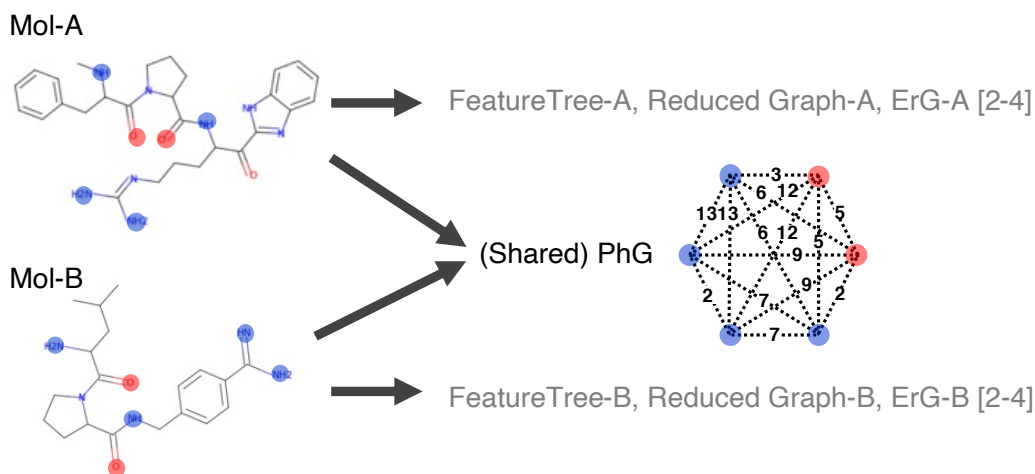 Mol-A
NH
N
O
O
NH
NH
N
O
N
H2N
NH2
FeatureTree-A, Reduced Graph-A, ErG-A [2-4]
3
6
12
13
13
5
6
12
5
9
(Shared) PhG
2
7
9
2
7
Mol-B
H2N
O
N
NH
O
NH
NH2
FeatureTree-B, Reduced Graph-B, ErG-B [2-4]